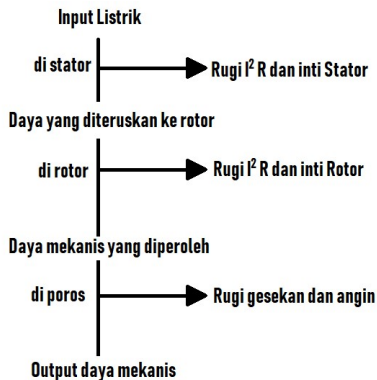 Input Listrik
di stator
Rugi I² R dan inti Stator
Daya yang diteruskan ke rotor
di rotor
Rugi I² R dan inti Rotor
Daya mekanis yang diperoleh
di poros
Rugi gesekan dan angin
Output daya mekanis